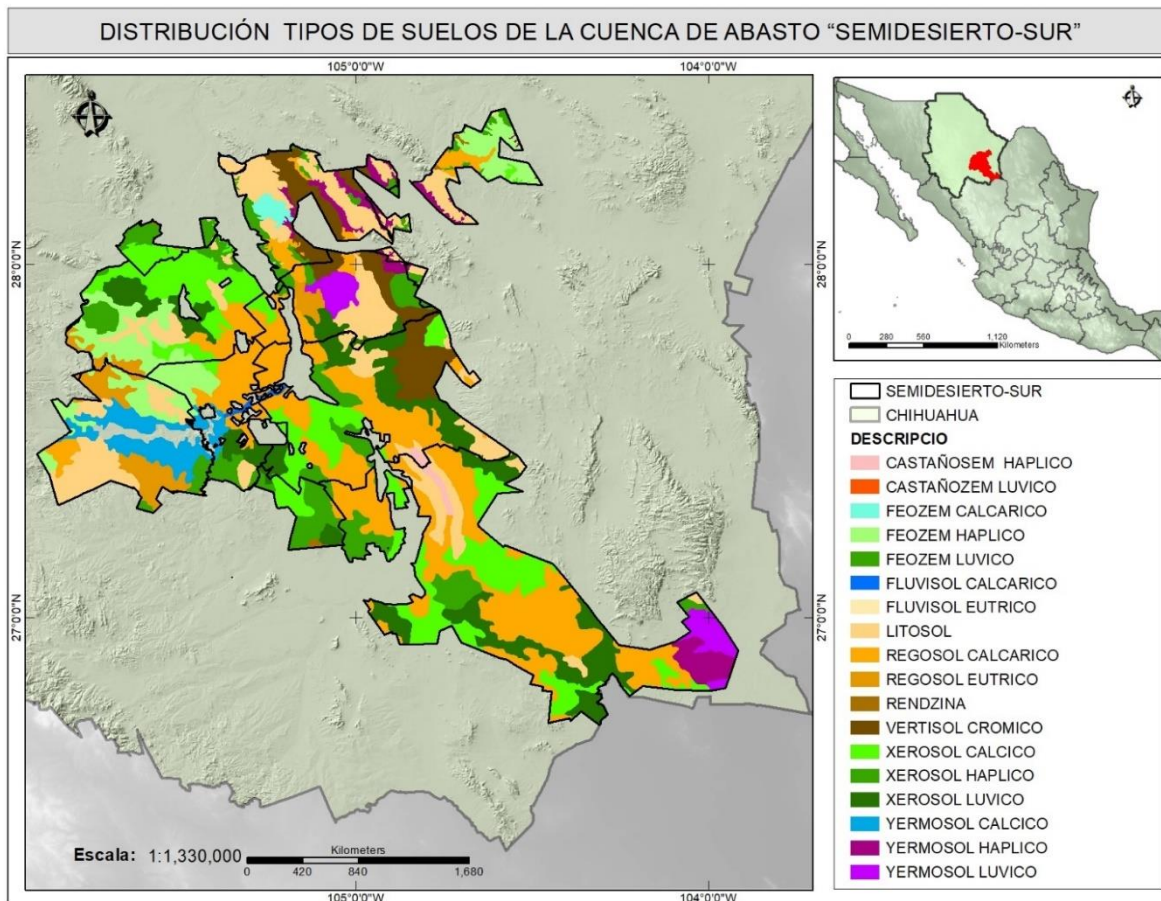 DISTRIBUCIÓN TIPOS DE SUELOS DE LA CUENCA DE ABASTO “SEMIDESIERTO-SUR”
105°0'0"W
104°0'0"W
28°0'0"N
28°0'0"N
27°0'0"N
27°0'0"N
Escala: 1:1,330,000
Kilometers
0 420 840 1,680
105°0'0"W
104°0'0"W
0 280 560 1,120
Kilometers
SEMIDESIERTO-SUR
CHIHUAHUA
DESCRIPCIO
CASTAÑOSEM HAPLICO
CASTAÑOZEM LUVICO
FEOZEM CALCARICO
FEOZEM HAPLICO
FEOZEM LUVICO
FLUVISOL CALCARICO
FLUVISOL EUTRICO
LITOSOL
REGOSOL CALCARICO
REGOSOL EUTRICO
RENDZINA
VERTISOL CROMICO
XEROSOL CALCICO
XEROSOL HAPLICO
XEROSOL LUVICO
YERMOSOL CALCICO
YERMOSOL HAPLICO
YERMOSOL LUVICO